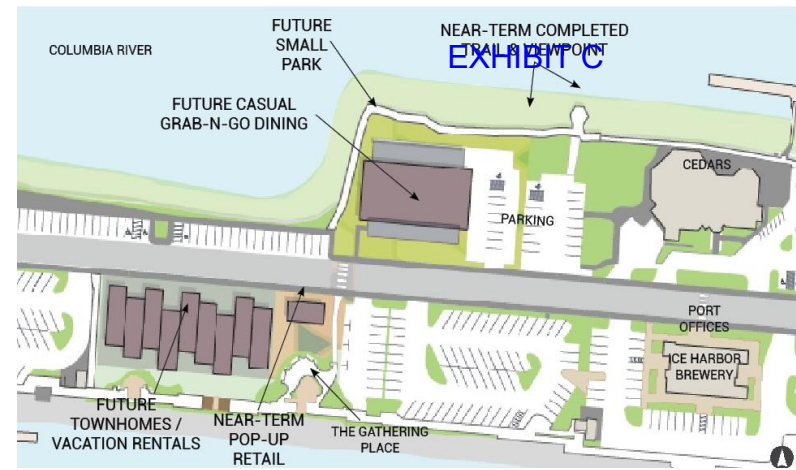 FUTURE
SMALL
PARK
NEAR-TERM COMPLETED
TRAIL & VIEWPOINT
EXHIBIT C
COLUMBIA RIVER
FUTURE CASUAL
GRAB-N-GO DINING
CEDARS
PARKING
PORT
OFFICES
ICE HARBOR
BREWERY
FUTURE
TOWNHOMES /
VACATION RENTALS
NEAR-TERM
POP-UP
RETAIL
THE GATHERING
PLACE